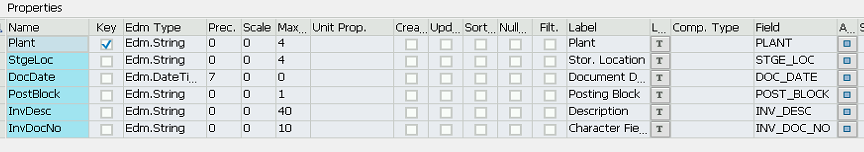 Properties
Name Key Edm Type Prec. Scale Max... Unit Prop. Crea... Upd... Sort... Null... Filt. Label L... Comp. Type Field A...
Plant Edm.String 0 0 4 Plant T PLANT
StgeLoc Edm.String 0 0 4 Stor. Location T STGE_LOC
DocDate Edm.DateTi... 7 0 0 Document D... T DOC_DATE
PostBlock Edm.String 0 0 1 Posting Block T POST_BLOCK
InvDesc Edm.String 0 0 40 Description T INV_DESC
InvDocNo Edm.String 0 0 10 Character Fie... T INV_DOC_NO